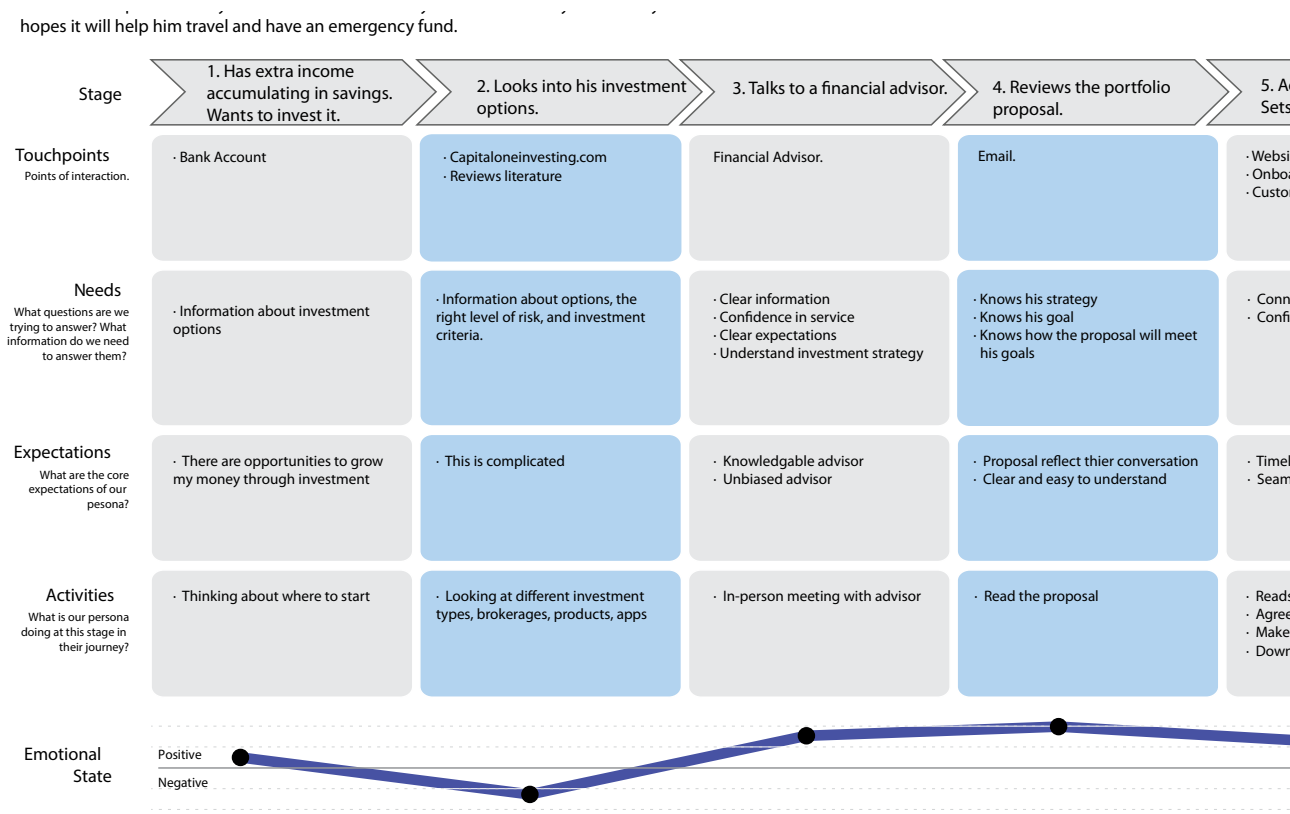 hopes it will help him travel and have an emergency fund.
Stage
1. Has extra income
accumulating in savings.
Wants to invest it.
2. Looks into his investment
options.
3. Talks to a financial advisor.
4. Reviews the portfolio
proposal.
5.
Sets
Touchpoints
Points of interaction.
· Bank Account
· Capitaloneinvesting.com
· Reviews literature
Financial Advisor.
Email.
Needs
What questions are we
trying to answer? What
information do we need
to answer them?
· Information about investment
options
· Information about options, the
right level of risk, and investment
criteria.
· Clear information
· Confidence in service
· Clear expectations
· Understand investment strategy
· Knows his strategy
· Knows his goal
· Knows how the proposal will meet
his goals
Expectations
What are the core
expectations of our
pesona?
· There are opportunities to grow
my money through investment
· This is complicated
· Knowledgable advisor
· Unbiased advisor
· Proposal reflect thier conversation
· Clear and easy to understand
Activities
What is our persona
doing at this stage in
their journey?
· Thinking about where to start
· Looking at different investment
types, brokerages, products, apps
· In-person meeting with advisor
· Read the proposal
· Reads
Emotional
State
Positive
Negative